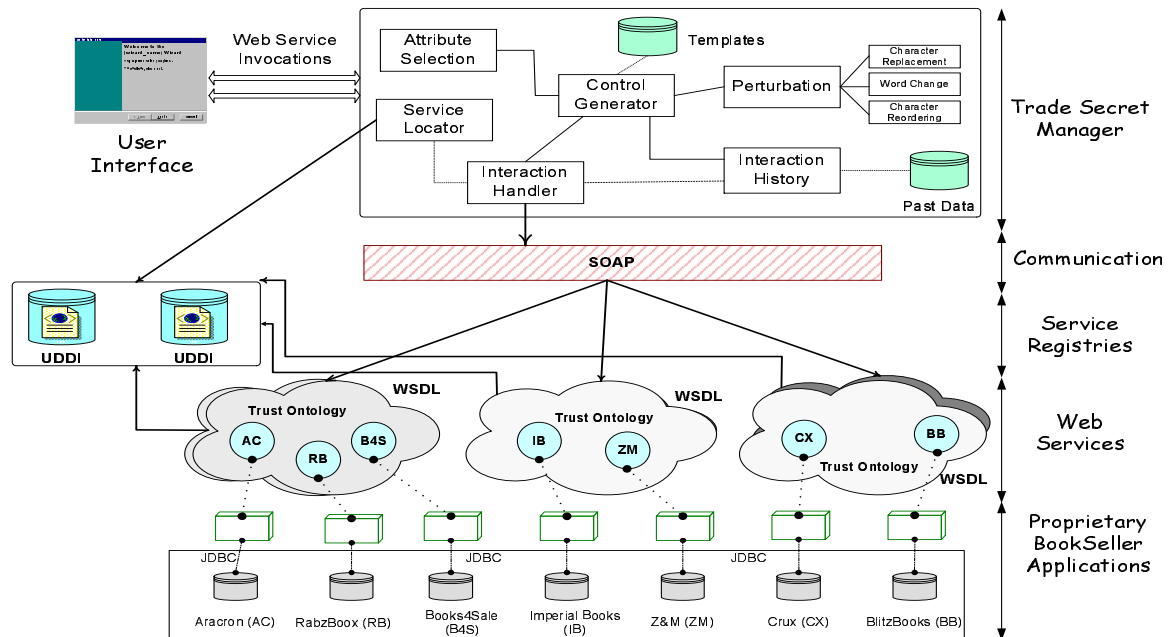 Web Service
Invocations
User
Interface
Attribute
Selection
Templates
Control
Generator
Perturbation
Character
Replacement
Word Change
Character
Reordering
Service
Locator
Interaction
Handler
Interaction
History
Past Data
Trade Secret
Manager
SOAP
Communication
UDDI
UDDI
Service
Registries
WSDL
Trust Ontology
AC
RB
B4S
WSDL
Trust Ontology
IB
ZM
CX
BB
Trust Ontology
WSDL
Web
Services
JDBC
JDBC
JDBC
Aracron (AC)
RabzBoox (RB)
Books4Sale
(B4S)
Imperial Books
(IB)
Z&M (ZM)
Crux (CX)
BlitzBooks (BB)
Proprietary
BookSeller
Applications